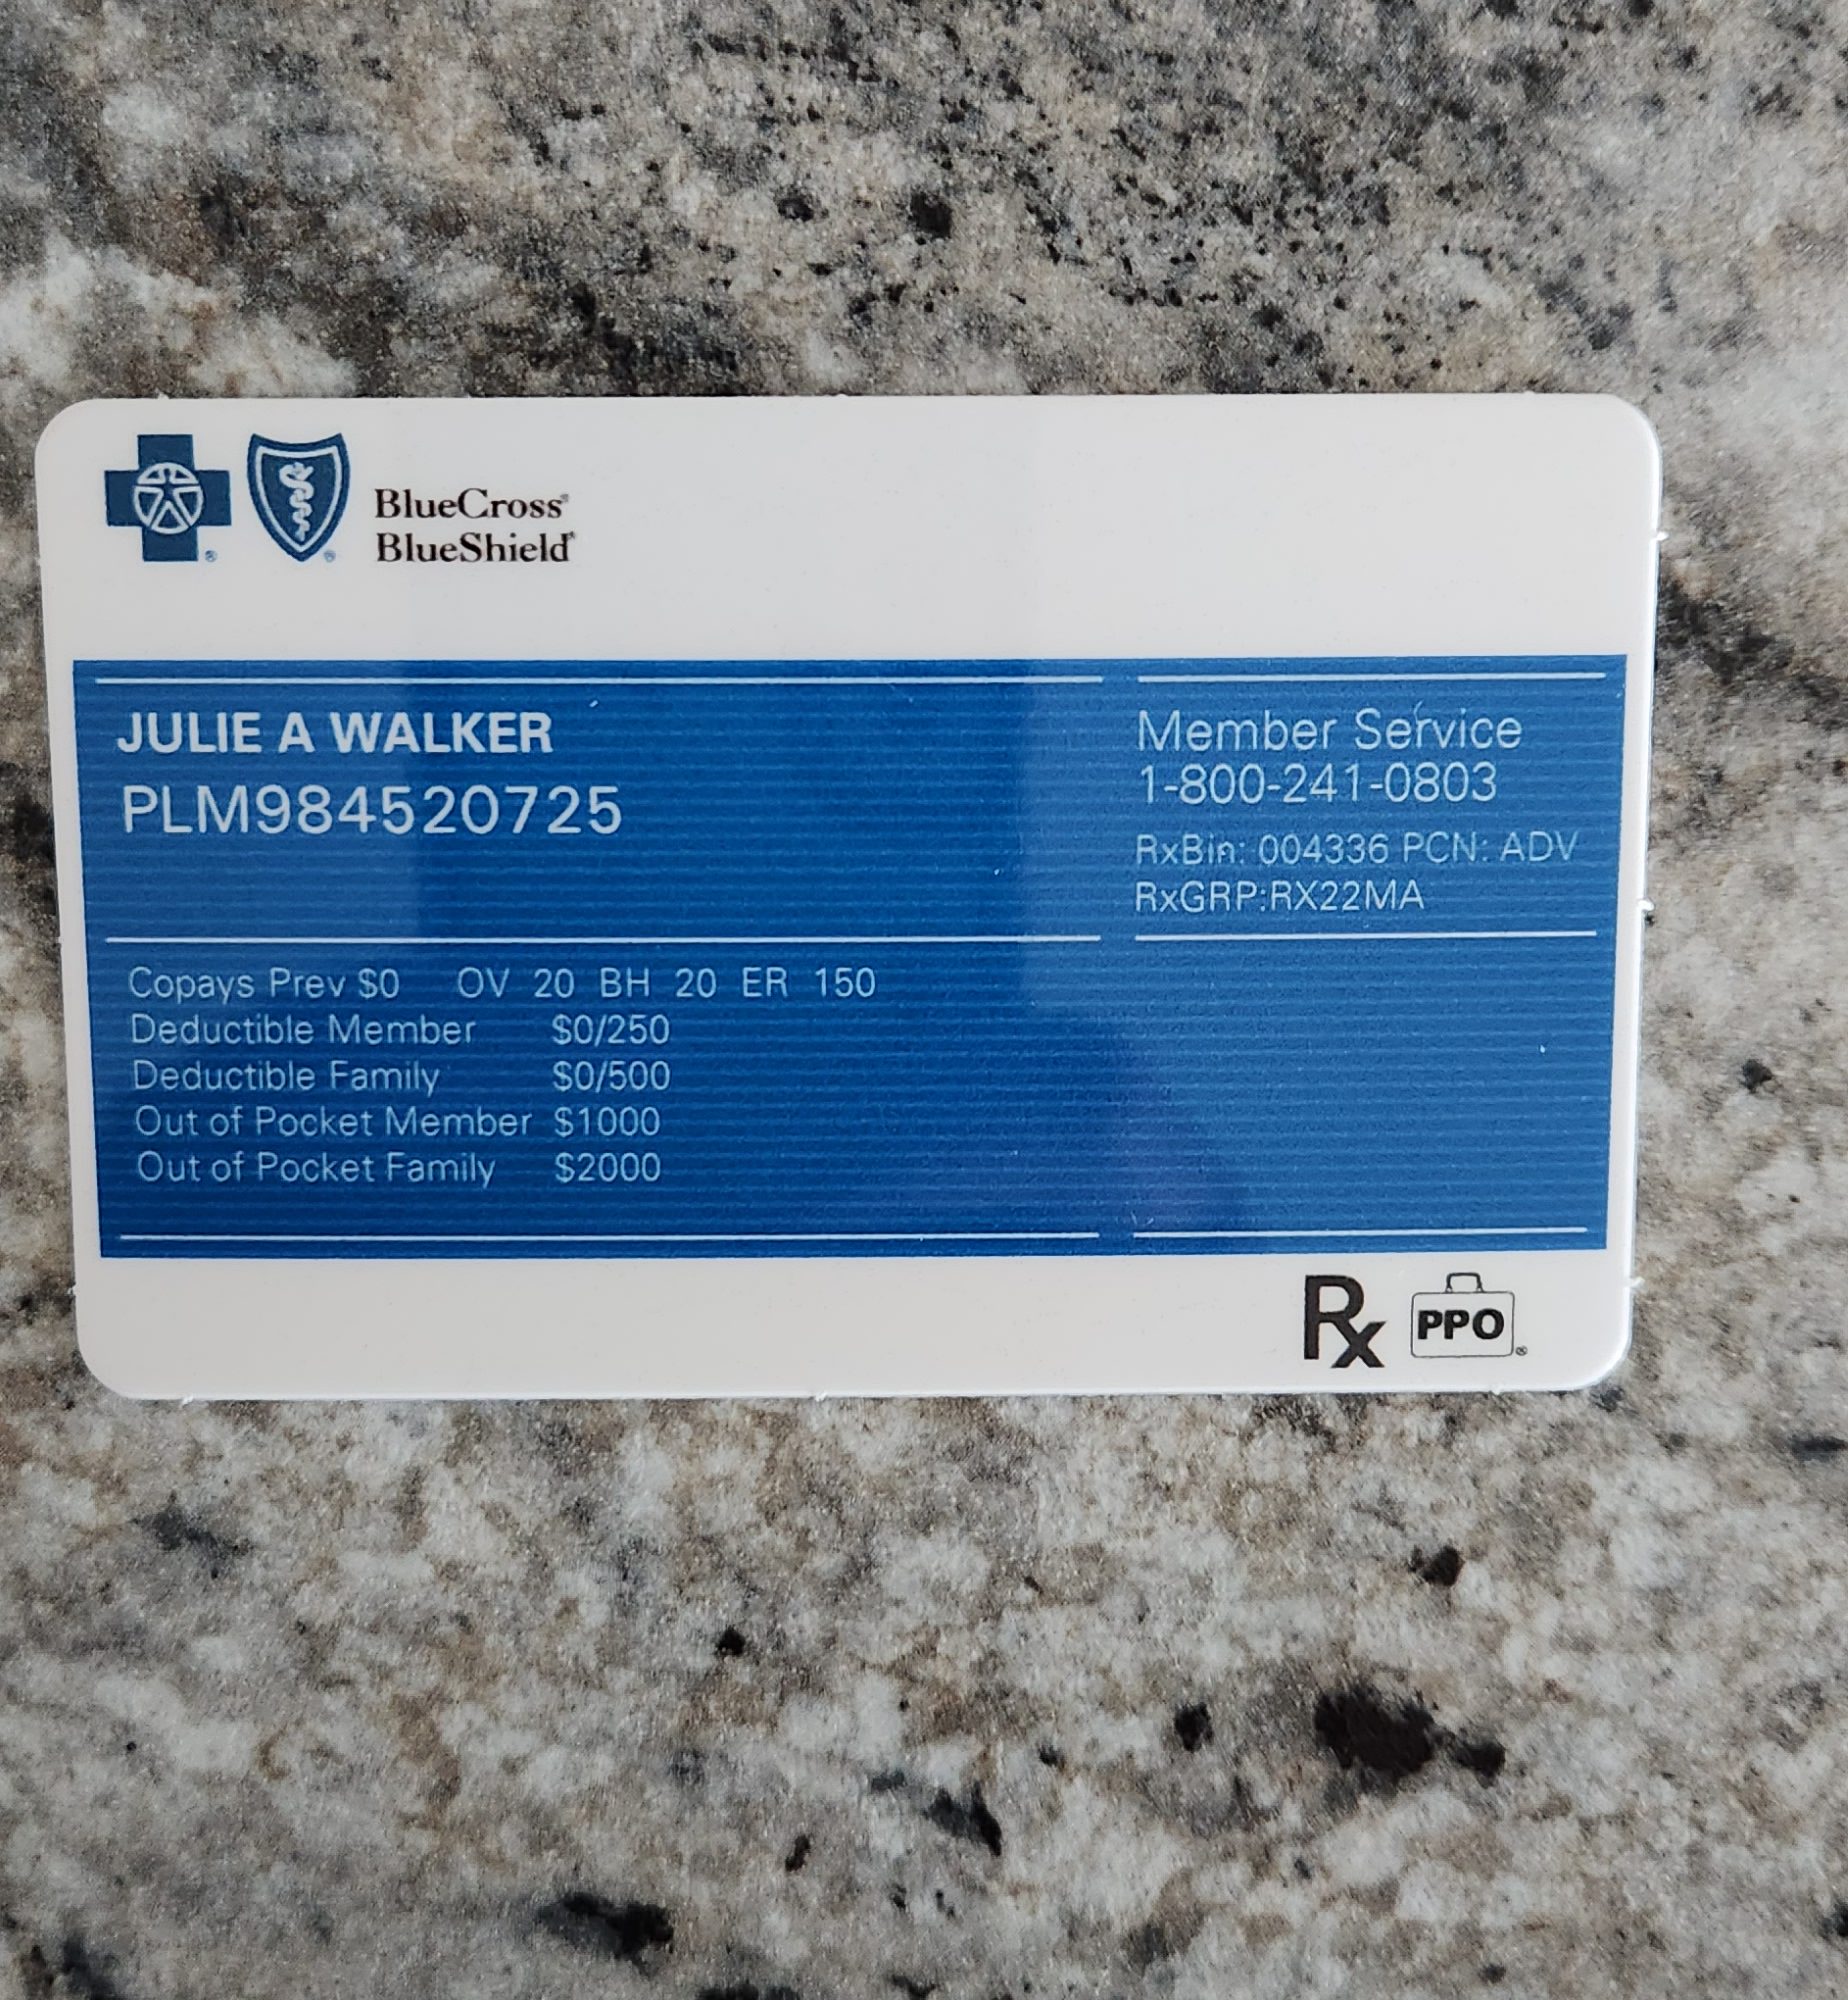 BlueCross®
BlueShield®
JULIE A WALKER
PLM984520725
Member Service
1-800-241-0803
RxBin: 004336 PCN: ADV
RxGRP:RX22MA
Copays Prev $0 OV 20 BH 20 ER 150
Deductible Member $0/250
Deductible Family $0/500
Out of Pocket Member $1000
Out of Pocket Family $2000
Rx PPO®